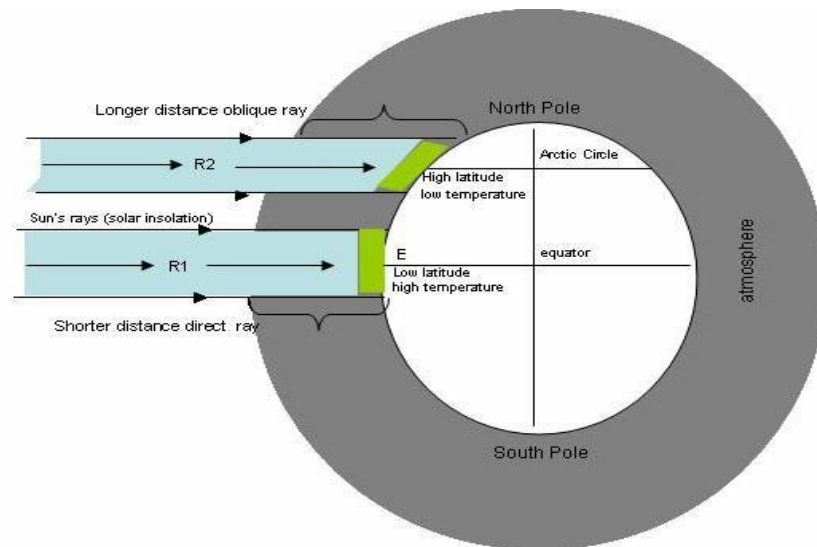 North Pole
Longer distance oblique ray
Arctic Circle
R2
High latitude
low temperature
Sun's rays (solar insolation)
E
equator
R1
Low latitude
high temperature
atmosphere
Shorter distance direct ray
South Pole